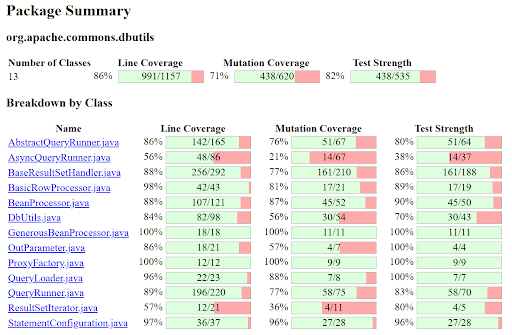 Package Summary
org.apache.commons.dbutils
Number of Classes Line Coverage Mutation Coverage Test Strength
13 86% 991/1157 71% 438/620 82% 438/535
Breakdown by Class
Name Line Coverage Mutation Coverage Test Strength
AbstractQueryRunner.java 86% 142/165 76% 51/67 80% 51/64
AsyncQueryRunner.java 56% 48/86 21% 14/67 38% 14/37
BaseResultSetHandler.java 88% 256/292 77% 161/210 86% 161/188
BasicRowProcessor.java 98% 42/43 81% 17/21 89% 17/19
BeanProcessor.java 88% 107/121 87% 45/52 90% 45/50
DbUtils.java 84% 82/98 56% 30/54 70% 30/43
GenerousBeanProcessor.java 100% 18/18 100% 11/11 100% 11/11
OutParameter.java 86% 18/21 57% 4/7 100% 4/4
ProxyFactory.java 100% 12/12 100% 9/9 100% 9/9
QueryLoader.java 96% 22/23 88% 7/8 100% 7/7
QueryRunner.java 89% 196/220 77% 58/75 83% 58/70
ResultSetIterator.java 57% 12/21 36% 4/11 80% 4/5
StatementConfiguration.java 97% 36/37 96% 27/28 96% 27/28